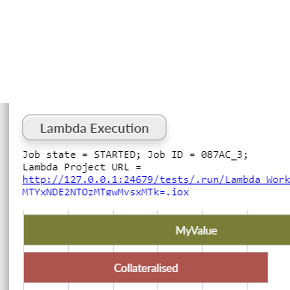 Lambda Execution
Job state = STARTED; Job ID = 087AC_3;
Lambda Project URL =
http://127.0.0.1:24679/tests/.run/Lambda_Work
MTYxNDE2NTQzMTgwMysxMTk=.iox
MyValue
Collateralised